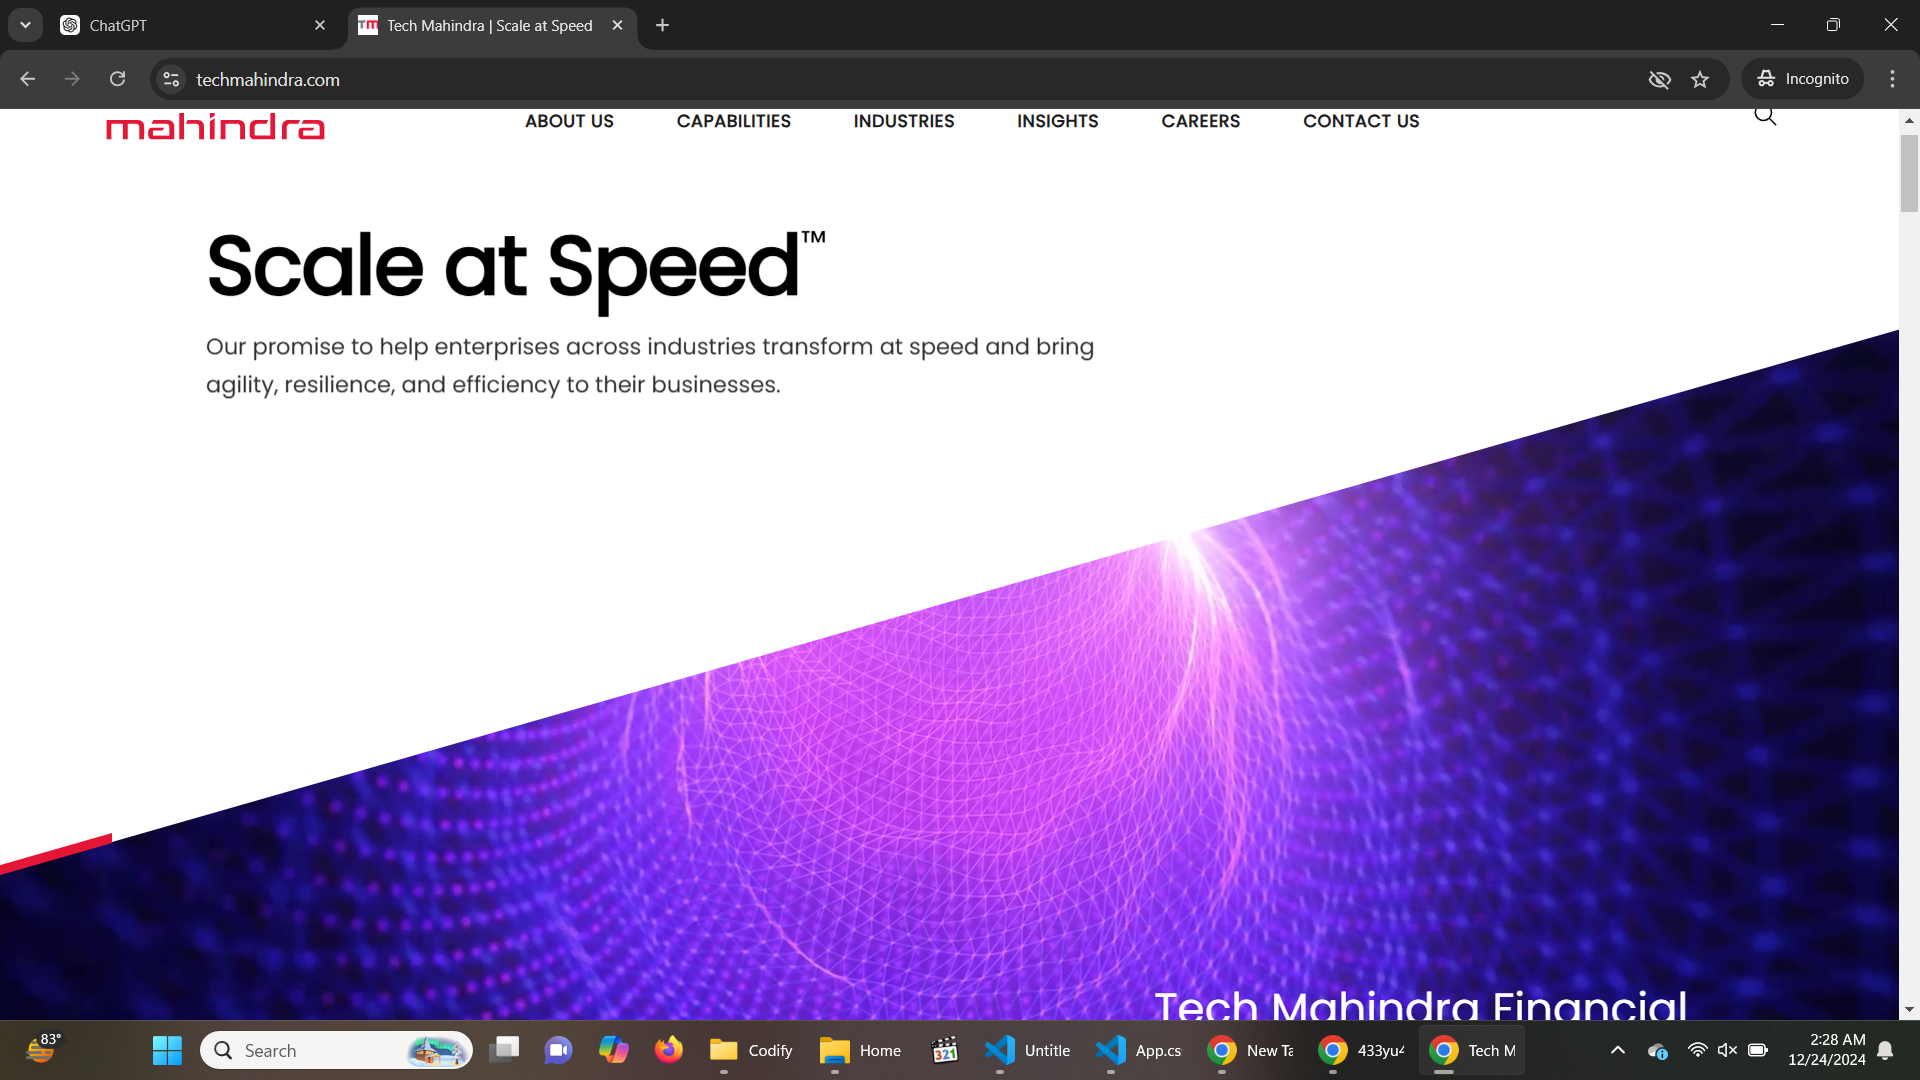 ChatGPT
TM Tech Mahindra | Scale at Speed
techmahindra.com
Incognito
mahindra
ABOUT US
CAPABILITIES
INDUSTRIES
INSIGHTS
CAREERS
CONTACT US
Scale at Speed™
Our promise to help enterprises across industries transform at speed and bring
agility, resilience, and efficiency to their businesses.
Tech Mahindra Financial
83°
Search
321
Codify
Home
Untitle
App.cs
New Ta
433yu4
Tech M
2:28 AM
12/24/2024